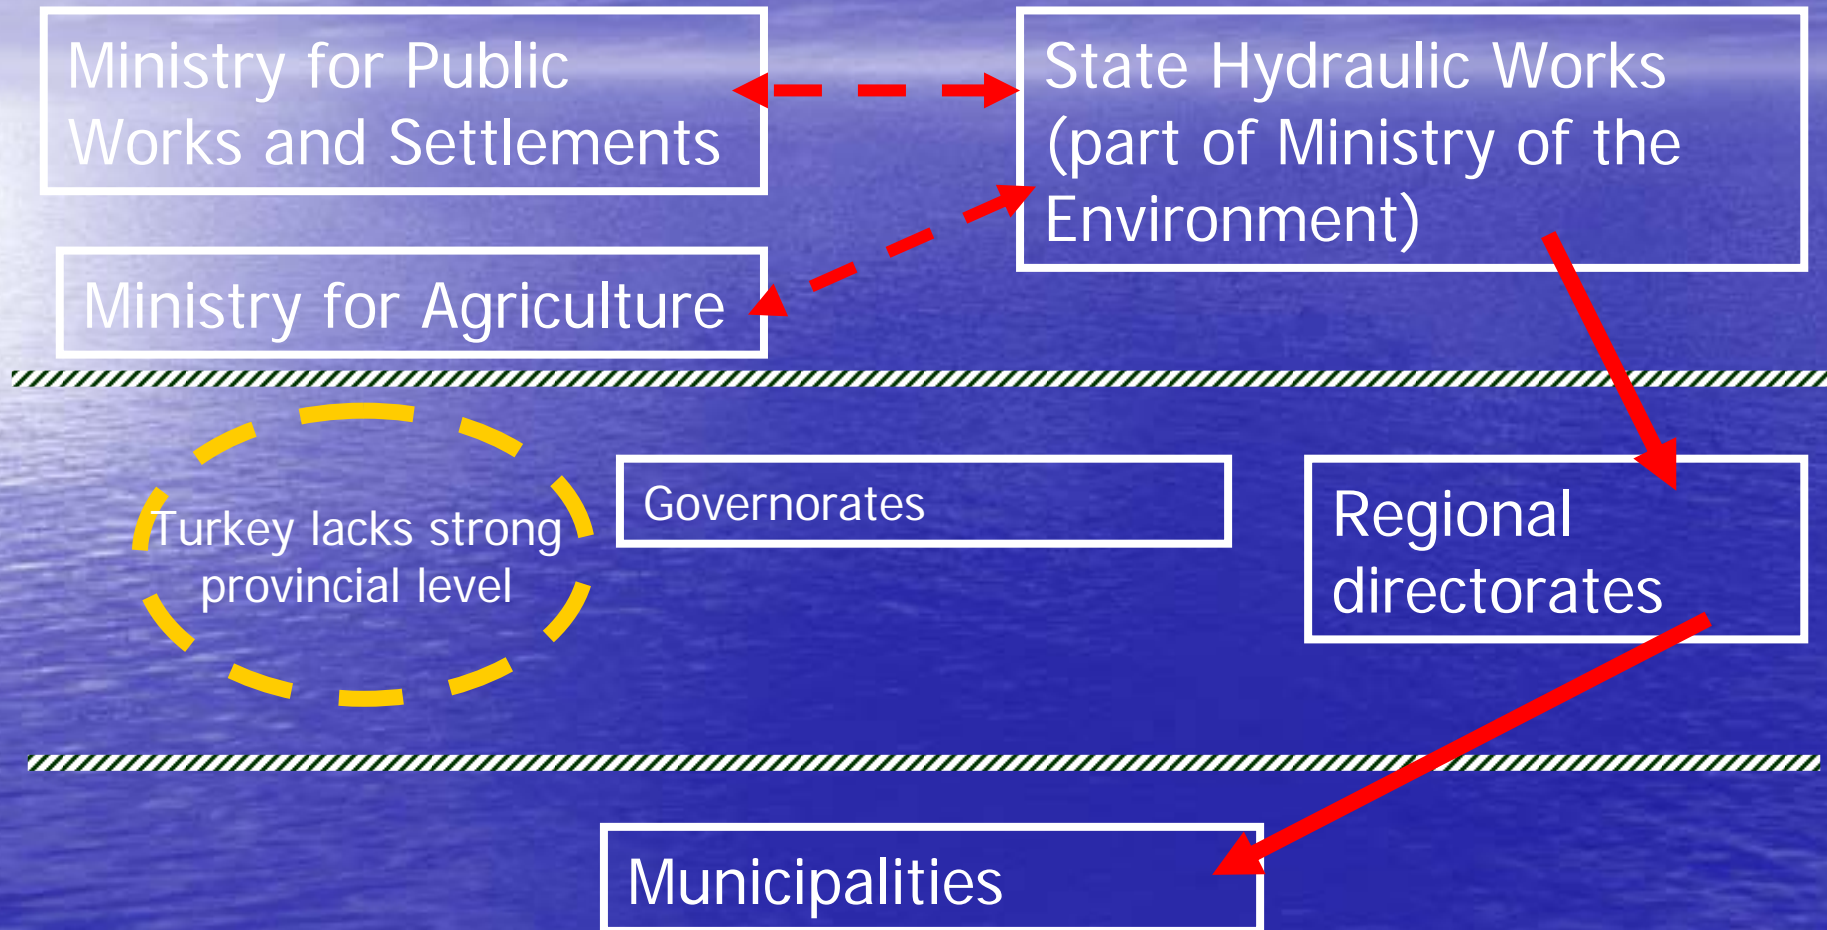 Ministry for Public
Works and Settlements
State Hydraulic Works
(part of Ministry of the
Environment)
Ministry for Agriculture
Turkey lacks strong
provincial level
Governorates
Regional
directorates
Municipalities